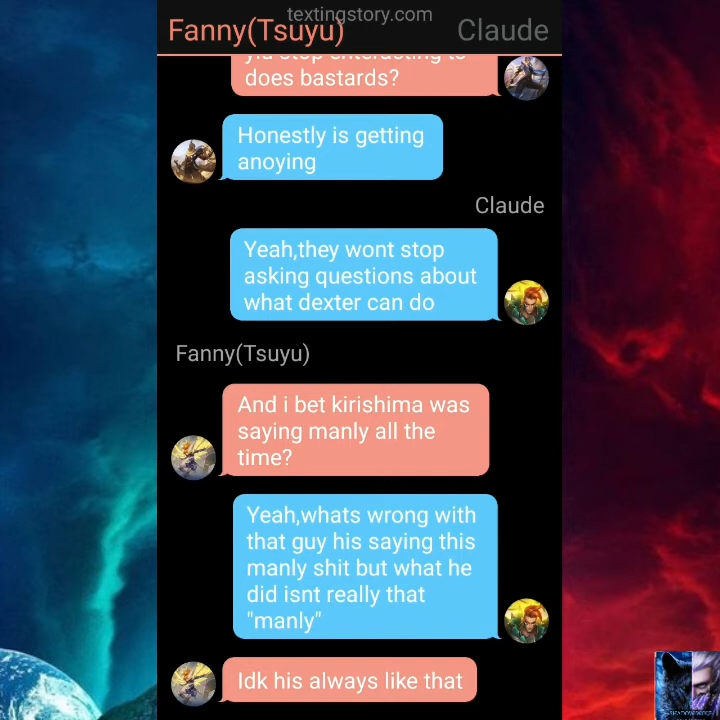 textingstory.com
Fanny(Tsuyu)
Claude
does bastards?
Honestly is getting
anoying
Claude
Yeah,they wont stop
asking questions about
what dexter can do
Fanny(Tsuyu)
And i bet kirishima was
saying manly all the
time?
Yeah,whats wrong with
that guy his saying this
manly shit but what he
did isnt really that
"manly"
Idk his always like that